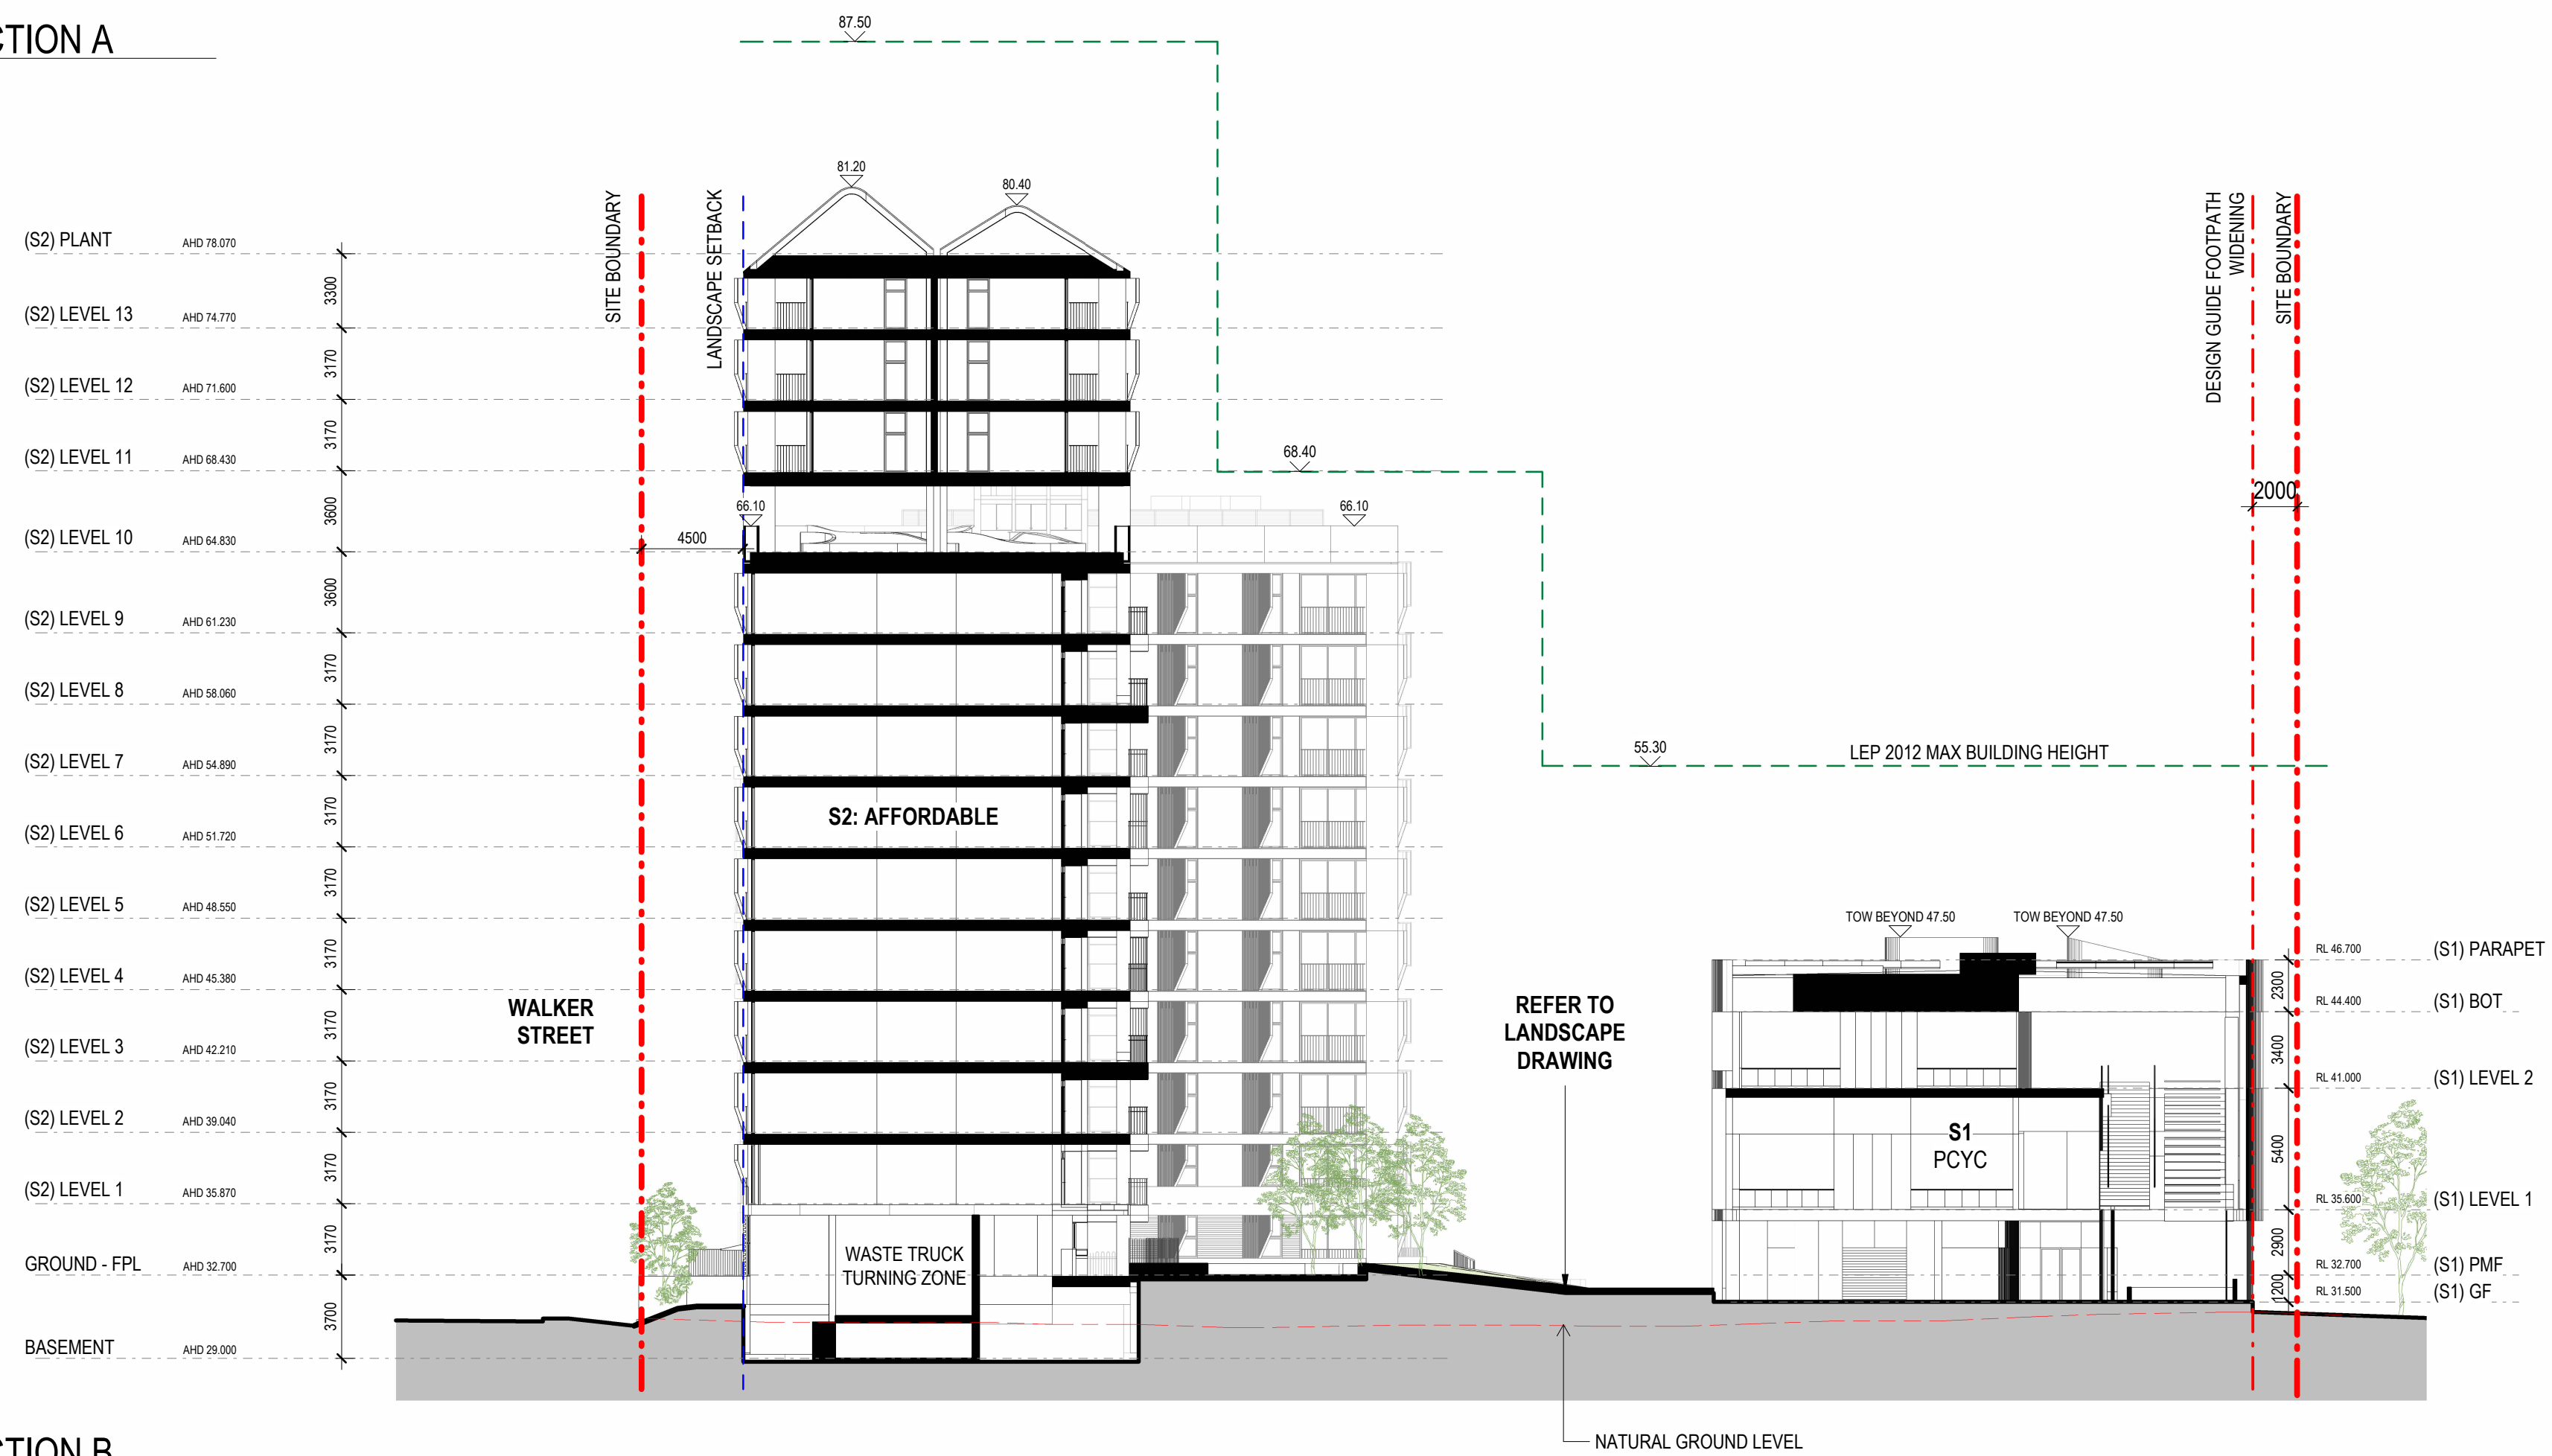 CTION A
87.50
81.20
80.40
SITE BOUNDARY
LANDSCAPE SETBACK
DESIGN GUIDE FOOTPATH
WIDENING
SITE BOUNDARY
(S2) PLANT AHD 78.070
3300
(S2) LEVEL 13 AHD 74.770
3170
(S2) LEVEL 12 AHD 71.600
3170
(S2) LEVEL 11 AHD 68.430
68.40
3600
2000
66.10
66.10
(S2) LEVEL 10 AHD 64.830
4500
3600
(S2) LEVEL 9 AHD 61.230
3170
(S2) LEVEL 8 AHD 58.060
3170
55.30
LEP 2012 MAX BUILDING HEIGHT
(S2) LEVEL 7 AHD 54.890
3170
S2: AFFORDABLE
(S2) LEVEL 6 AHD 51.720
3170
(S2) LEVEL 5 AHD 48.550
TOW BEYOND 47.50
TOW BEYOND 47.50
3170
RL 46.700 (S1) PARAPET
(S2) LEVEL 4 AHD 45.380
2300
RL 44.400 (S1) BOT
WALKER
STREET
REFER TO
LANDSCAPE
DRAWING
3170
3400
(S2) LEVEL 3 AHD 42.210
RL 41.000 (S1) LEVEL 2
3170
(S2) LEVEL 2 AHD 39.040
S1
PCYC
5400
3170
(S2) LEVEL 1 AHD 35.870
RL 35.600 (S1) LEVEL 1
3170
2900
WASTE TRUCK
TURNING ZONE
GROUND - FPL AHD 32.700
RL 32.700 (S1) PMF
1200
RL 31.500 (S1) GF
3700
BASEMENT AHD 29.000
NATURAL GROUND LEVEL
CTION B